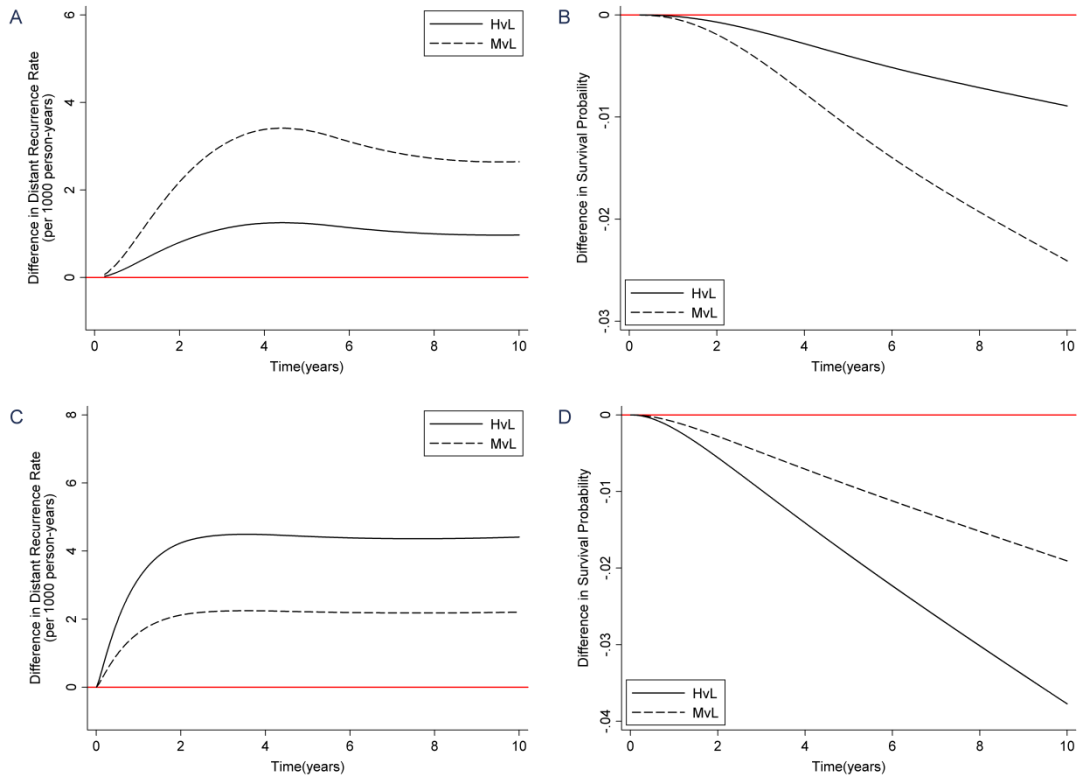 A
Difference in Distant Recurrence Rate
(per 1000 person-years)
6
4
2
0
HvL
MvL
0
2
4
6
8
10
Time(years)
B
Difference in Survival Probaility
0
-.01
-.02
-.03
HvL
MvL
0
2
4
6
8
10
Time(years)
C
Difference in Distant Recurrence Rate
(per 1000 person-years)
8
6
4
2
0
HvL
MvL
0
2
4
6
8
10
Time(years)
D
Difference in Survival Probability
0
-.01
-.02
-.03
-.04
HvL
MvL
0
2
4
6
8
10
Time(years)